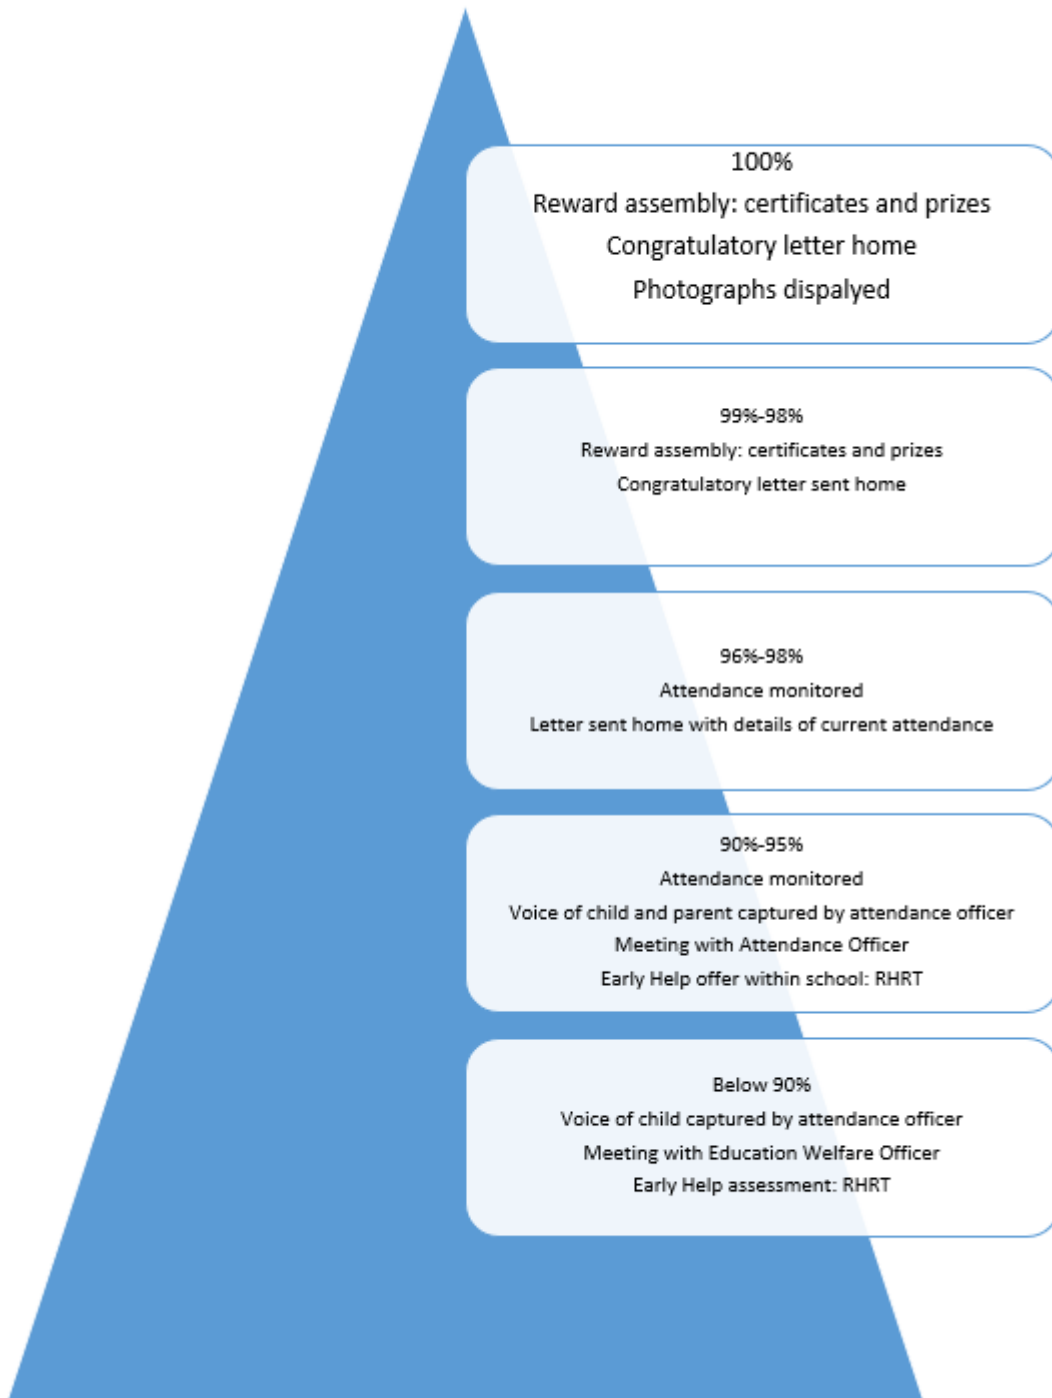 100%
Reward assembly: certificates and prizes
Congratulatory letter home
Photographs dispalyed
99%-98%
Reward assembly: certificates and prizes
Congratulatory letter sent home
96%-98%
Attendance monitored
Letter sent home with details of current attendance
90%-95%
Attendance monitored
Voice of child and parent captured by attendance officer
Meeting with Attendance Officer
Early Help offer within school: RHRT
Below 90%
Voice of child captured by attendance officer
Meeting with Education Welfare Officer
Early Help assessment: RHRT